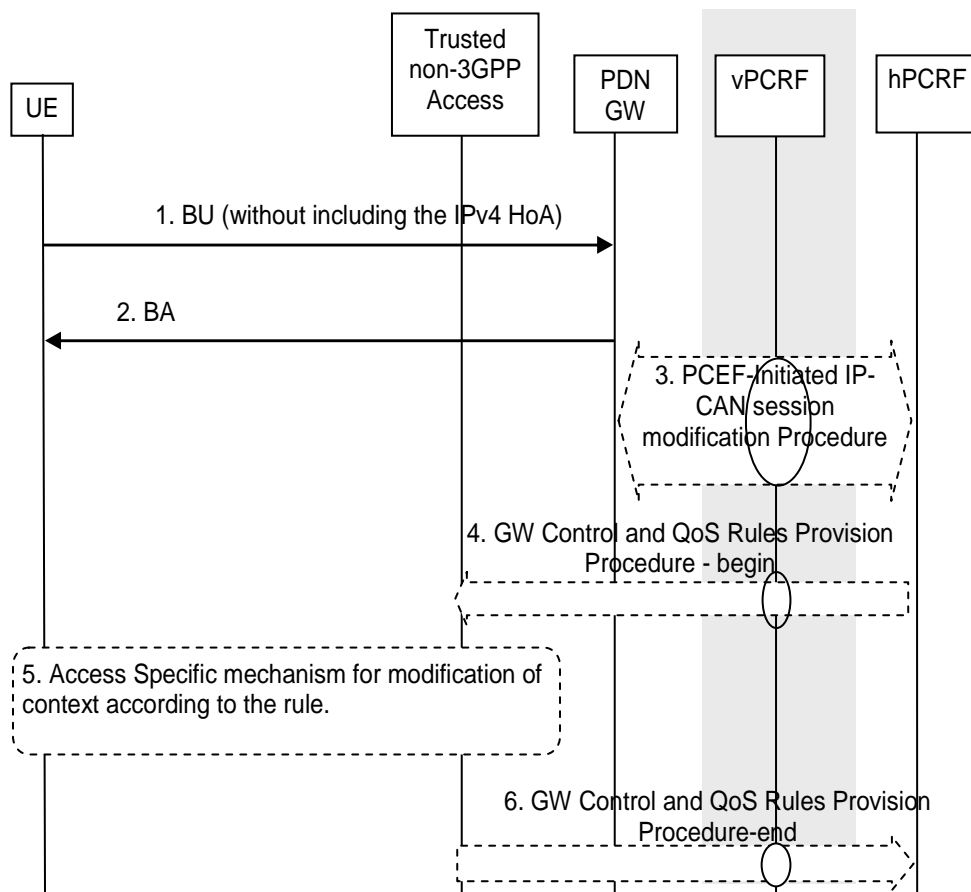 UE
Trusted
non-3GPP
Access
PDN
GW
vPCRF
hPCRF
1. BU (without including the IPv4 HoA)
2. BA
3. PCEF-Initiated IP-
CAN session
modification Procedure
4. GW Control and QoS Rules Provision
Procedure - begin
5. Access Specific mechanism for modification of
context according to the rule.
6. GW Control and QoS Rules Provision
Procedure-end